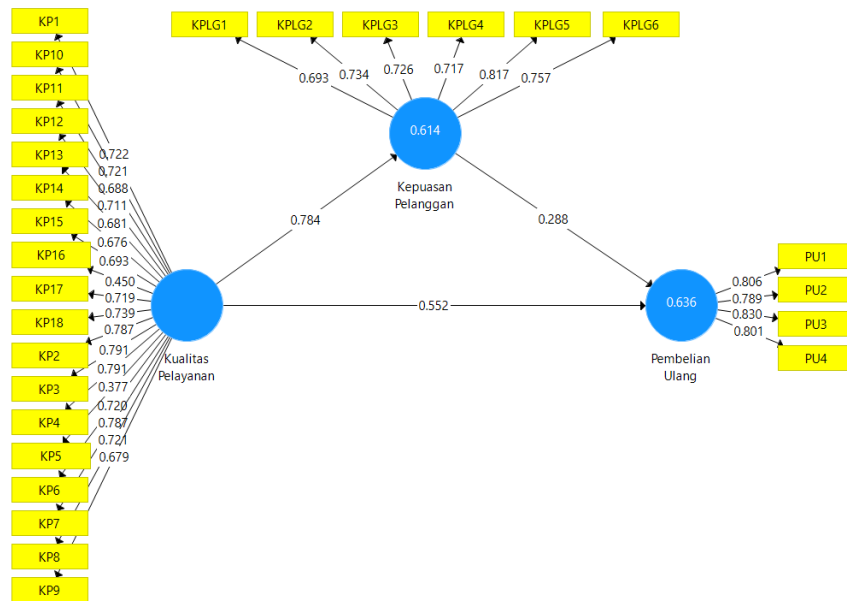 KP1
KP10
KP11
KP12
KP13
KP14
KP15
KP16
KP17
KP18
KP2
KP3
KP4
KP5
KP6
KP7
KP8
KP9
0.722
0.721
0.688
0.711
0.681
0.676
0.693
0.450
0.719
0.739
0.787
0.791
0.791
0.377
0.720
0.787
0.721
0.679
Kualitas
Pelayanan
KPLG1
KPLG2
KPLG3
KPLG4
KPLG5
KPLG6
0.693
0.734
0.726
0.717
0.817
0.757
0.614
Kepuasan
Pelanggan
0.784
0.288
0.552
0.636
Pembelian
Ulang
0.806
0.789
0.830
0.801
PU1
PU2
PU3
PU4